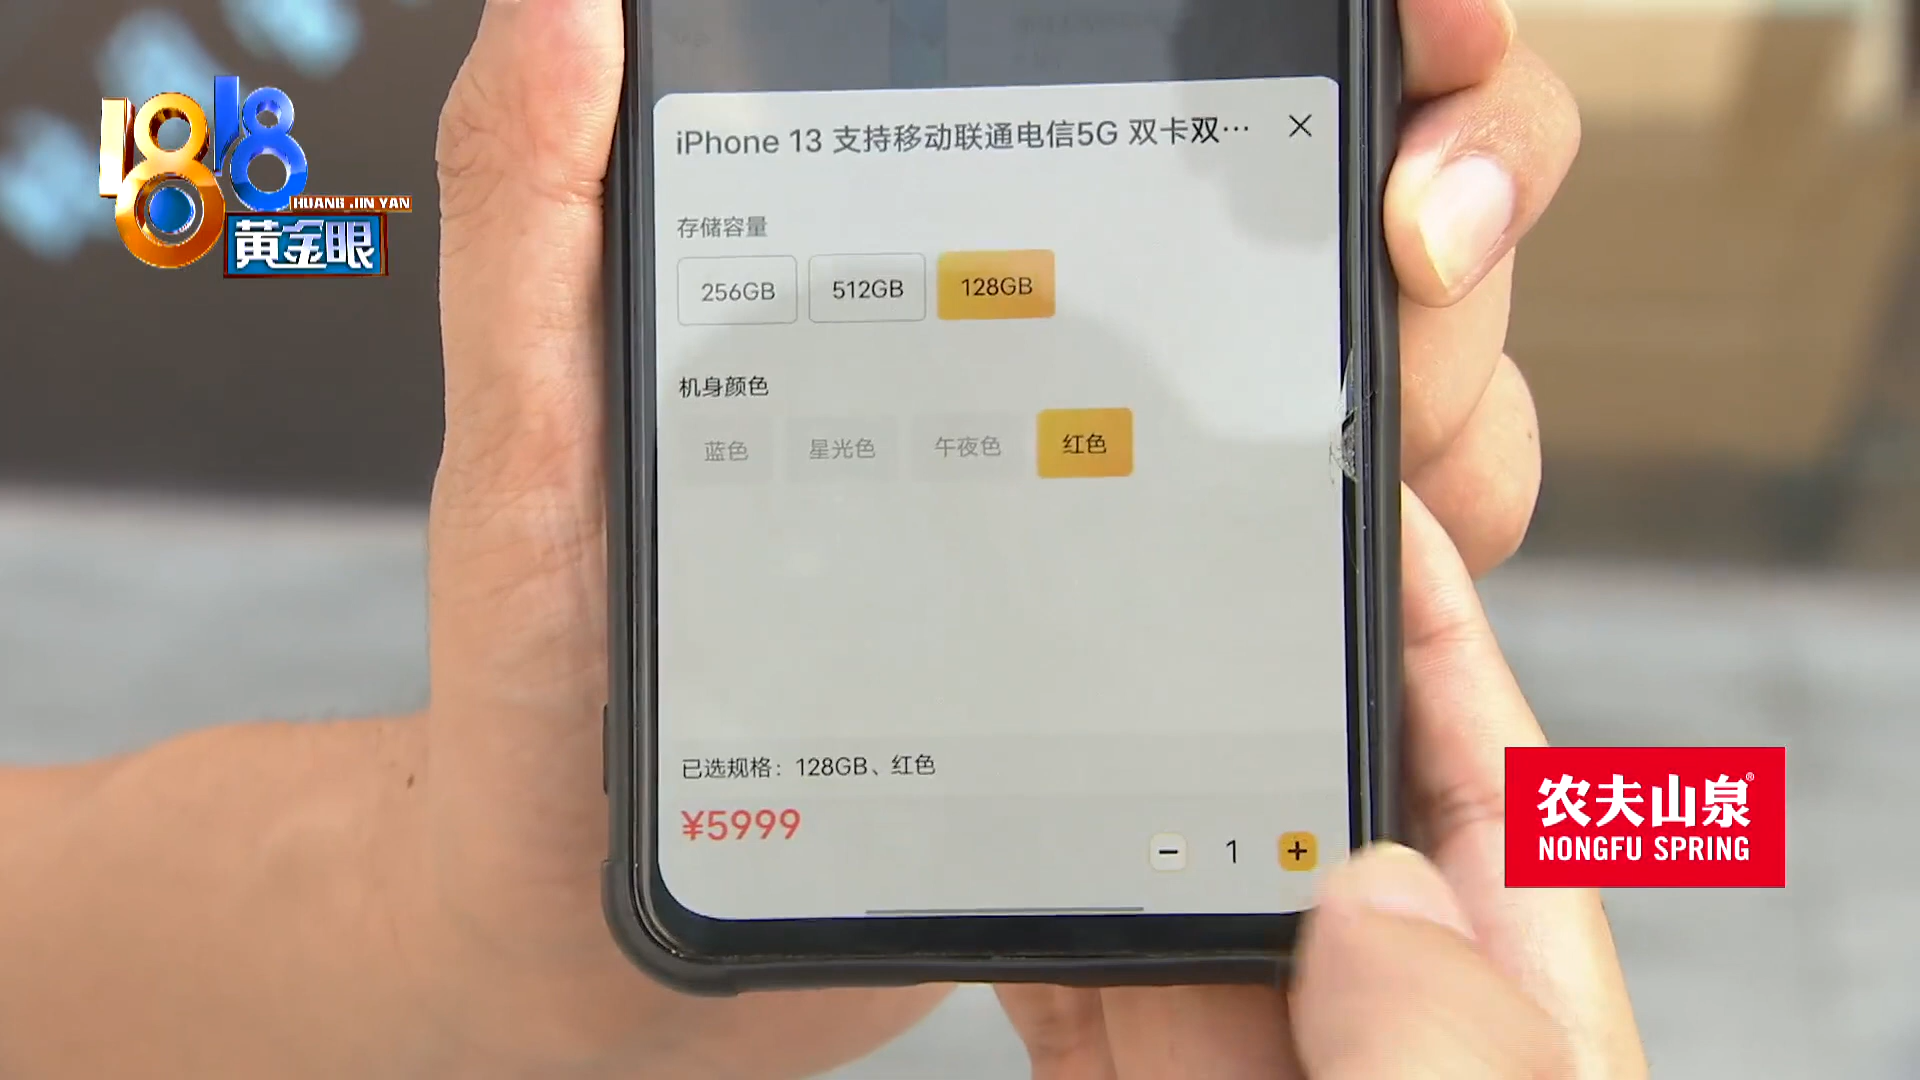 1818
HUANG JIN YAN
黄金眼
iPhone 13 支持移动联通电信5G 双卡双…
存储容量
256GB
512GB
128GB
机身颜色
蓝色
星光色
午夜色
红色
已选规格：128GB、红色
¥5999
1
农夫山泉®
NONGFU SPRING